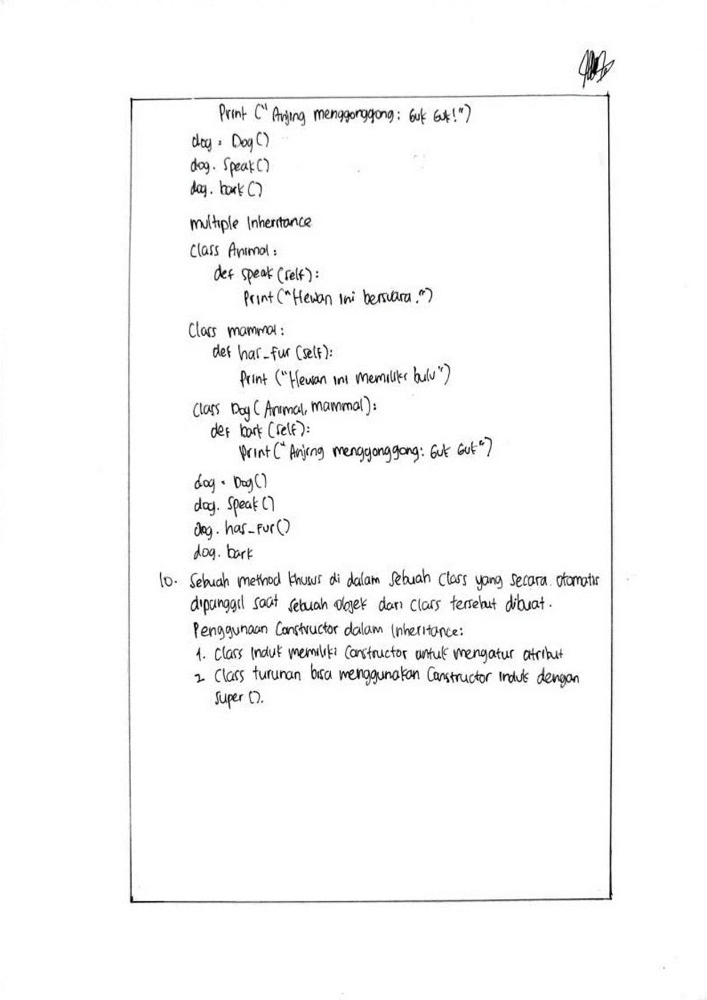 Print ("Anjing menggonggong: Guk Guk!")
dog = Dog()
dog. Speak()
dog. bark()
multiple Inheritance
Class Animal:
def speak (self):
Print ("Hewan ini bersuara.")
Class mammal:
def has_fur (self):
Print ("Hewan ini memiliki bulu")
Class Dog (Animal, mammal):
def bark (self):
Print ("Anjing menggonggong: Guk Guk")
dog = Dog()
dog. Speak()
dog. has_fur()
dog. bark
10. Sebuah method khusus di dalam sebuah Class yang secara otomatis
dipanggil saat sebuah objek dari Class tersebut dibuat.
Penggunaan Constructor dalam Inheritance:
1. Class Induk memiliki Constructor untuk mengatur atribut
2 Class turunan bisa menggunakan Constructor induk dengan
super ().